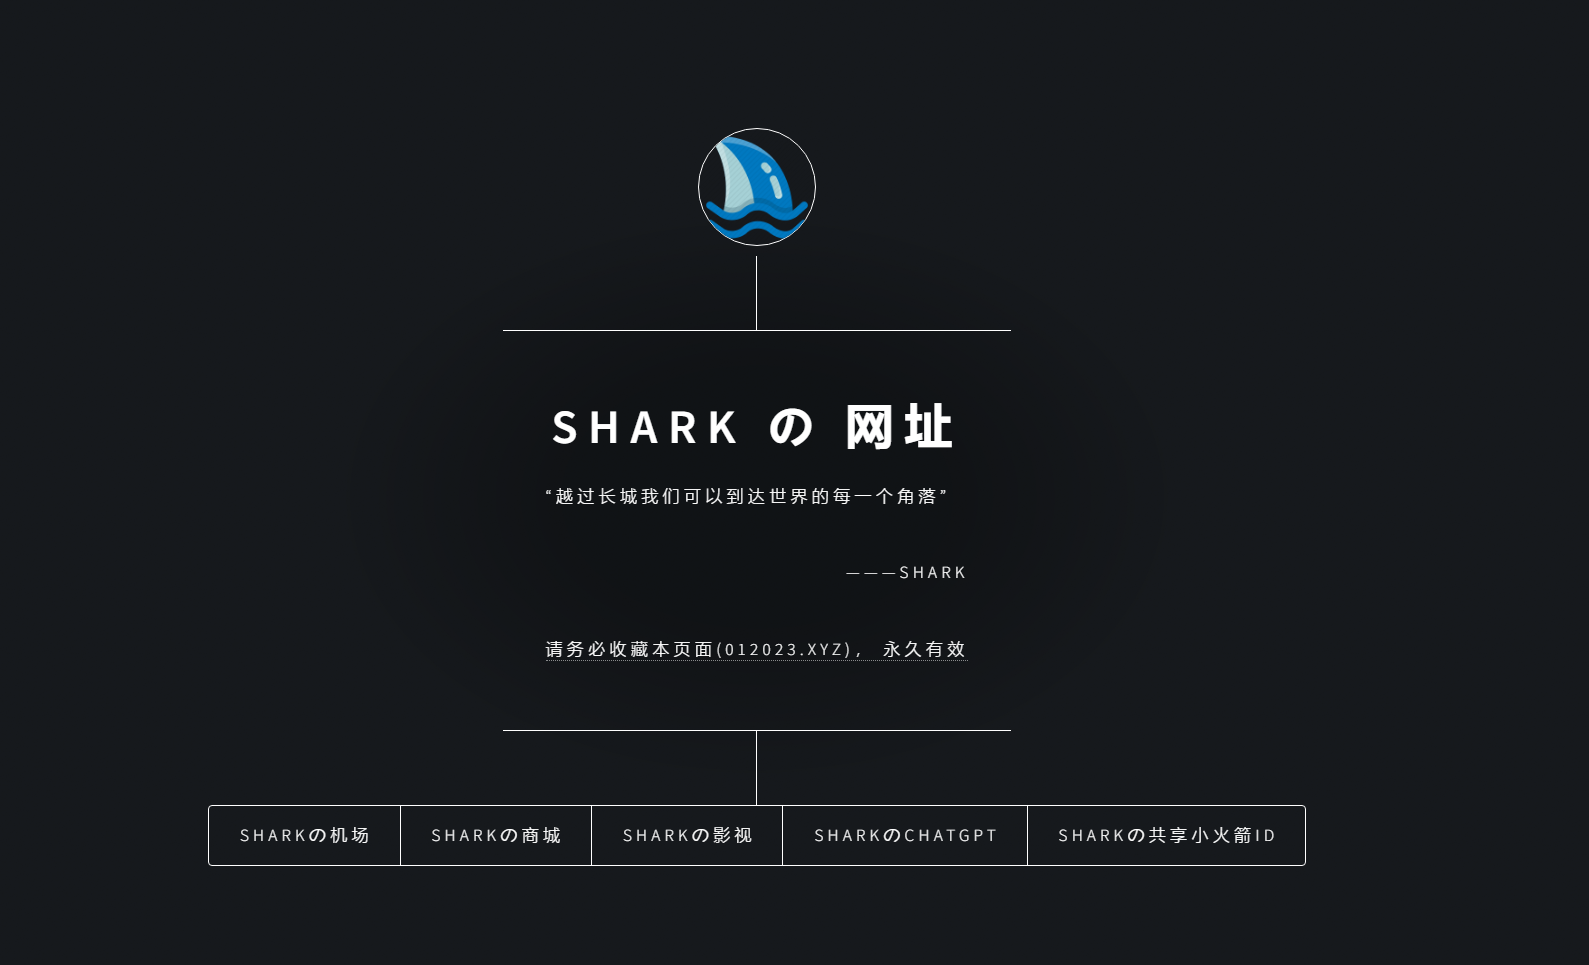 SHARK の 网址
“越过长城我们可以到达世界的每一个角落”
———SHARK
请务必收藏本页面(012023.XYZ)， 永久有效
SHARKの机场
SHARKの商城
SHARKの影视
SHARKのCHATGPT
SHARKの共享小火箭ID